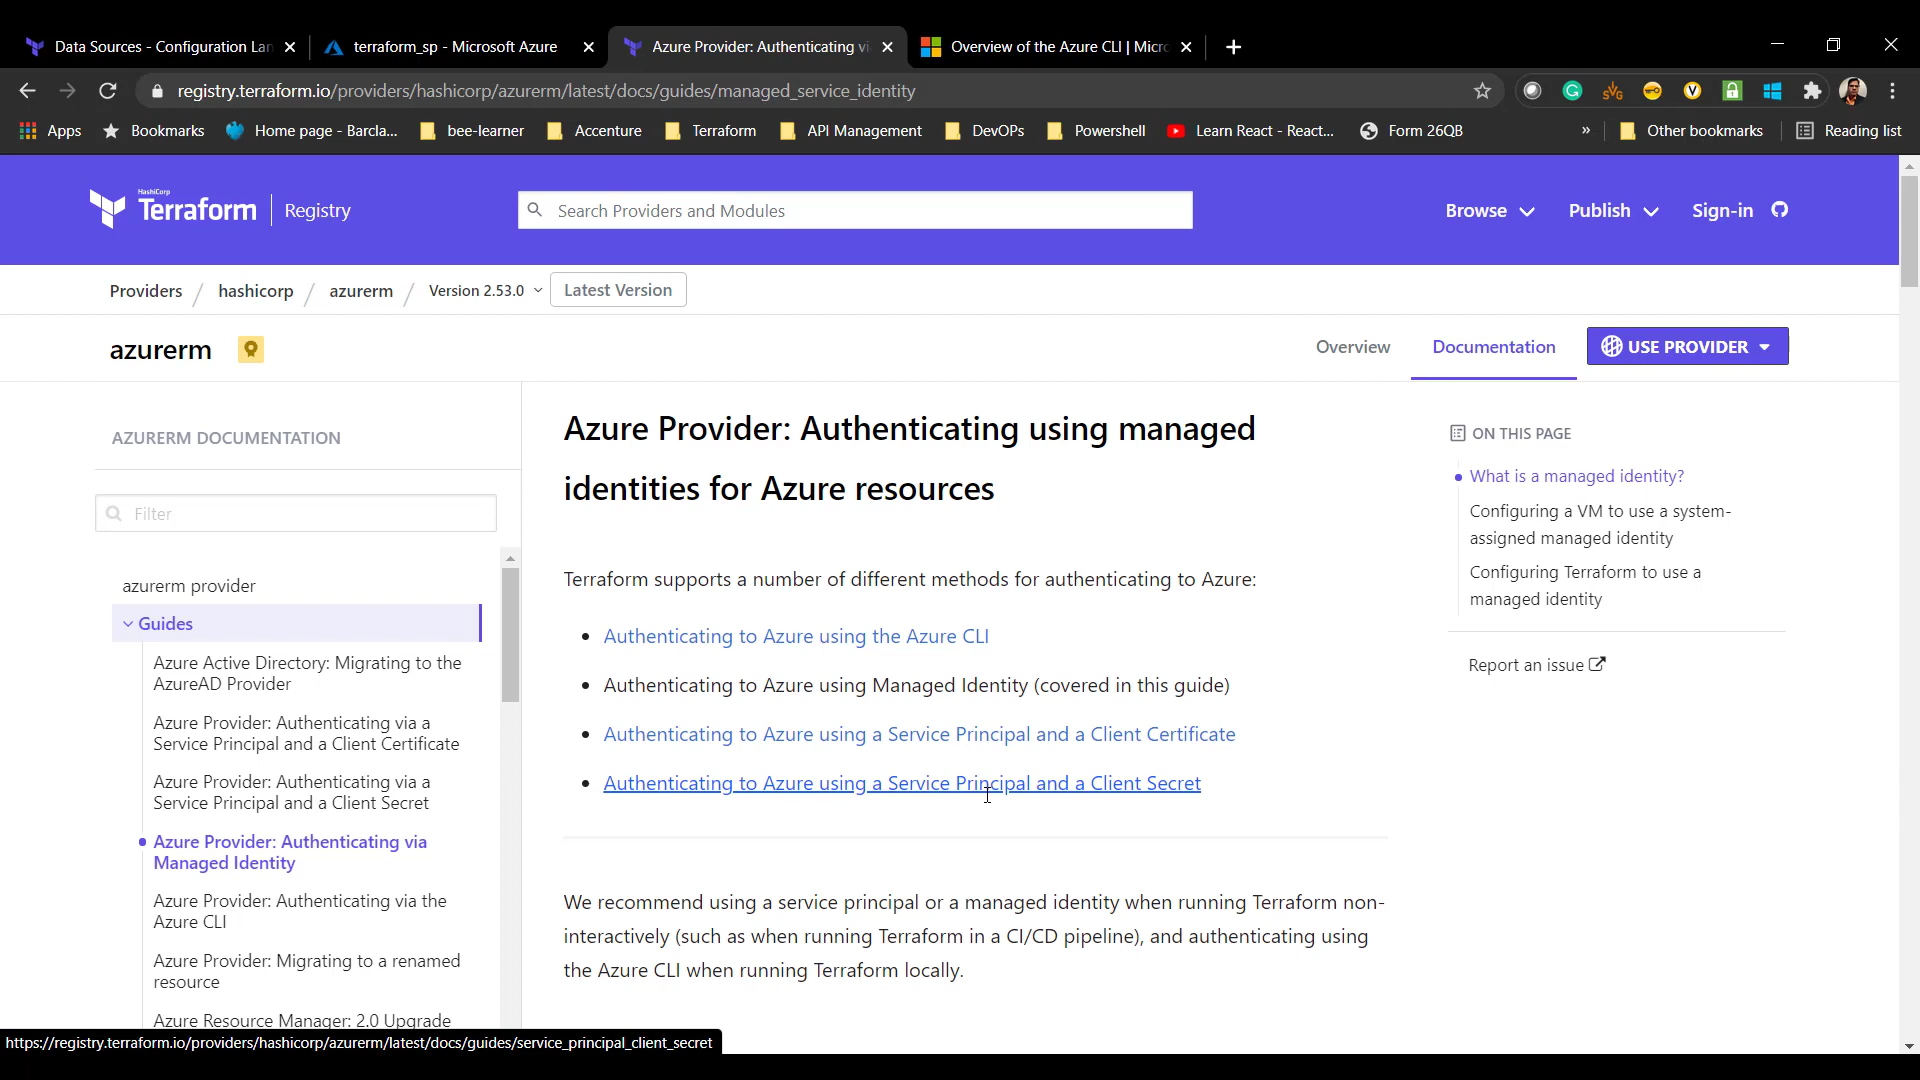 Data Sources - Configuration Lan
terraform_sp - Microsoft Azure
Azure Provider: Authenticating vi
Overview of the Azure CLI | Micro
registry.terraform.io/providers/hashicorp/azurerm/latest/docs/guides/managed_service_identity
Apps
Bookmarks
Home page - Barcla...
bee-learner
Accenture
Terraform
API Management
DevOps
Powershell
Learn React - React...
Form 26QB
»
Other bookmarks
Reading list
HashiCorp
Terraform
Registry
Search Providers and Modules
Browse
Publish
Sign-in
Providers / hashicorp / azurerm / Version 2.53.0
Latest Version
azurerm
Overview
Documentation
USE PROVIDER
AZURERM DOCUMENTATION
Filter
azurerm provider
Guides
Azure Active Directory: Migrating to the
AzureAD Provider
Azure Provider: Authenticating via a
Service Principal and a Client Certificate
Azure Provider: Authenticating via a
Service Principal and a Client Secret
Azure Provider: Authenticating via
Managed Identity
Azure Provider: Authenticating via the
Azure CLI
Azure Provider: Migrating to a renamed
resource
Azure Resource Manager: 2.0 Upgrade
Azure Provider: Authenticating using managed
identities for Azure resources
Terraform supports a number of different methods for authenticating to Azure:
• Authenticating to Azure using the Azure CLI
• Authenticating to Azure using Managed Identity (covered in this guide)
• Authenticating to Azure using a Service Principal and a Client Certificate
• Authenticating to Azure using a Service Principal and a Client Secret
We recommend using a service principal or a managed identity when running Terraform non-
interactively (such as when running Terraform in a CI/CD pipeline), and authenticating using
the Azure CLI when running Terraform locally.
ON THIS PAGE
What is a managed identity?
Configuring a VM to use a system-
assigned managed identity
Configuring Terraform to use a
managed identity
Report an issue
https://registry.terraform.io/providers/hashicorp/azurerm/latest/docs/guides/service_principal_client_secret